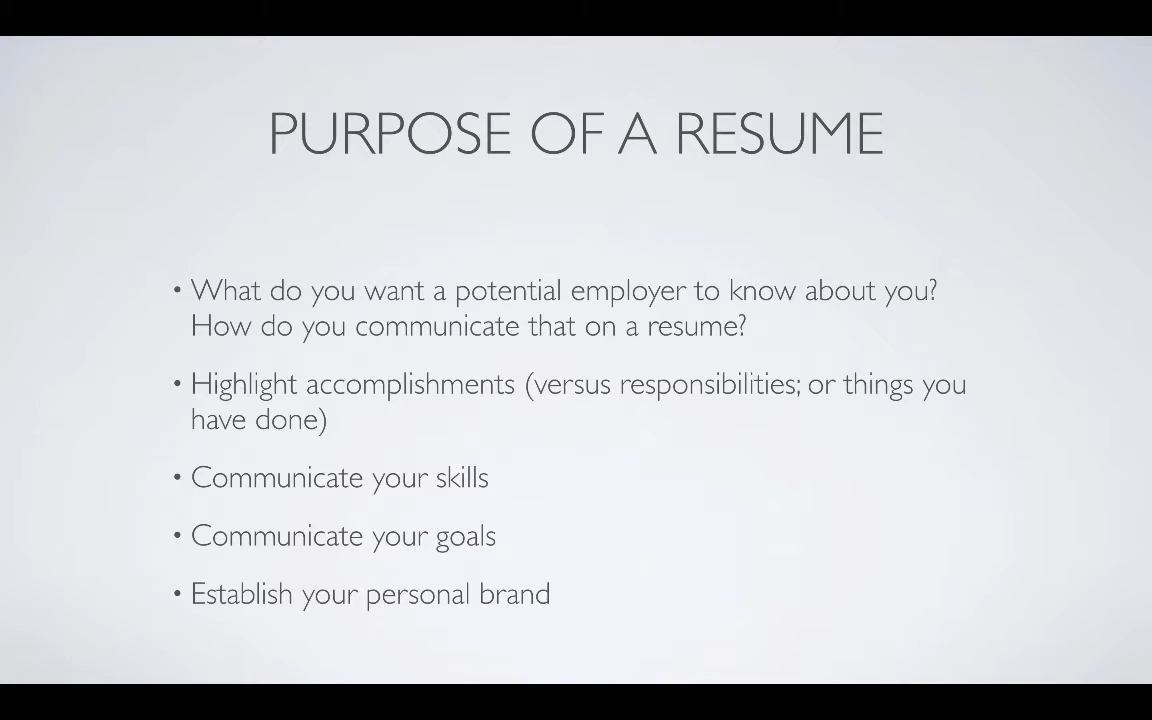 PURPOSE OF A RESUME
• What do you want a potential employer to know about you?
How do you communicate that on a resume?
• Highlight accomplishments (versus responsibilities; or things you
have done)
• Communicate your skills
• Communicate your goals
• Establish your personal brand